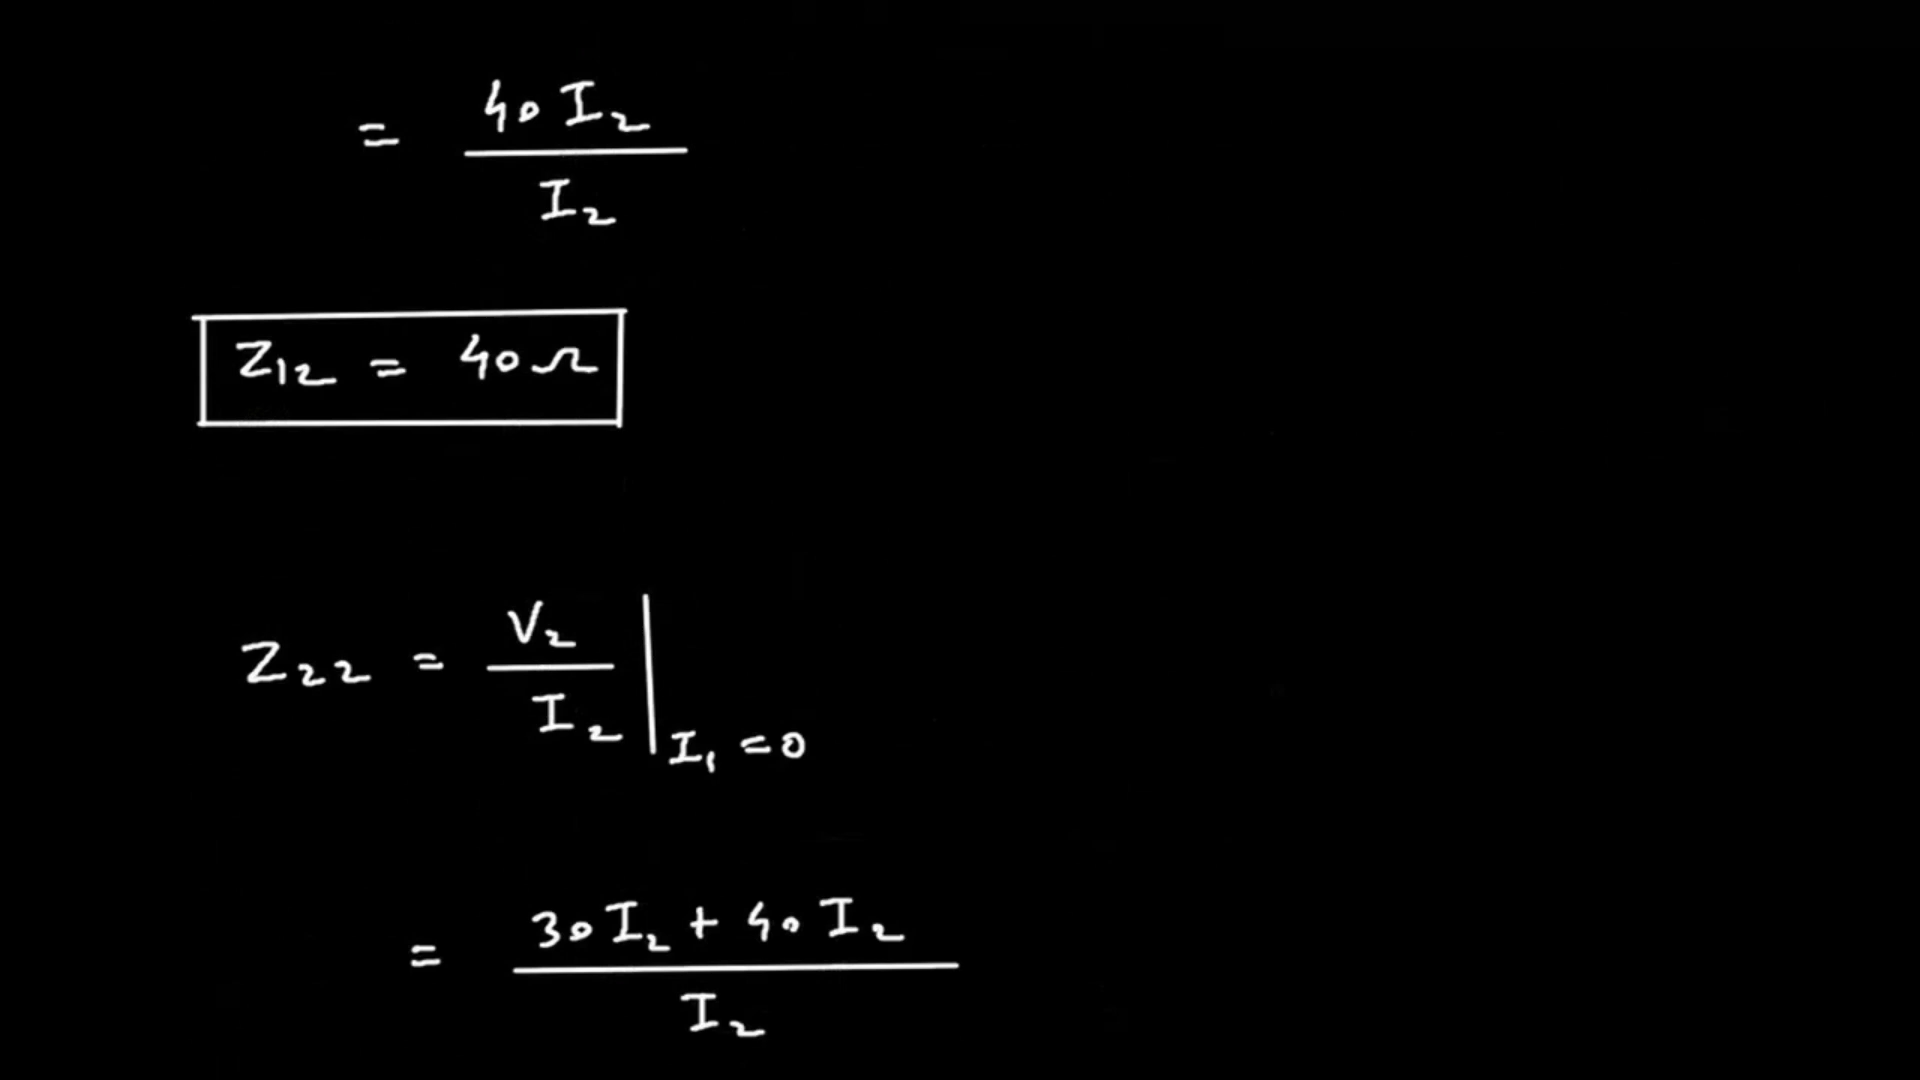 = 40 I₂ / I₂
Z₁₂ = 40 Ω
Z₂₂ = V₂ / I₂ | I₁ = 0
= 30 I₂ + 40 I₂ / I₂